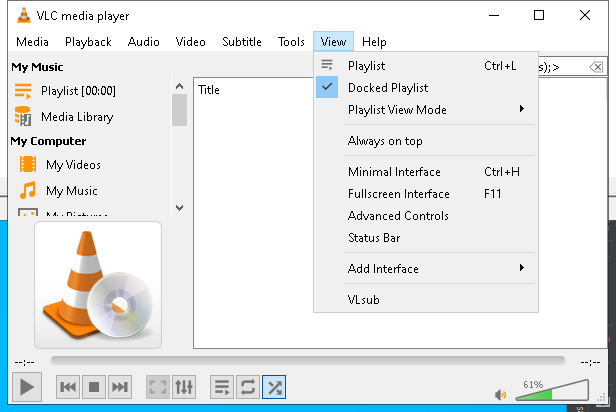 VLC media player
Media Playback Audio Video Subtitle Tools View Help
My Music
Playlist [00:00]
Media Library
My Computer
My Videos
My Music
My Pictures
Title
s);>
Playlist Ctrl+L
Docked Playlist
Playlist View Mode
Always on top
Minimal Interface Ctrl+H
Fullscreen Interface F11
Advanced Controls
Status Bar
Add Interface
VLsub
--:--
--:--
61%